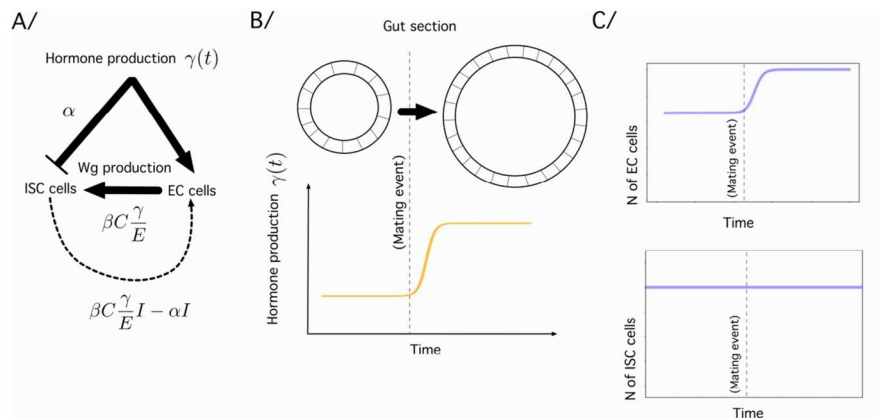 A/
Hormone production γ(t)
α
Wg production
ISC cells
EC cells
βC γ/E
βC γ/E I − αI
B/
Gut section
(Mating event)
Hormone production γ(t)
Time
C/
N of EC cells
(Mating event)
Time
N of ISC cells
(Mating event)
Time